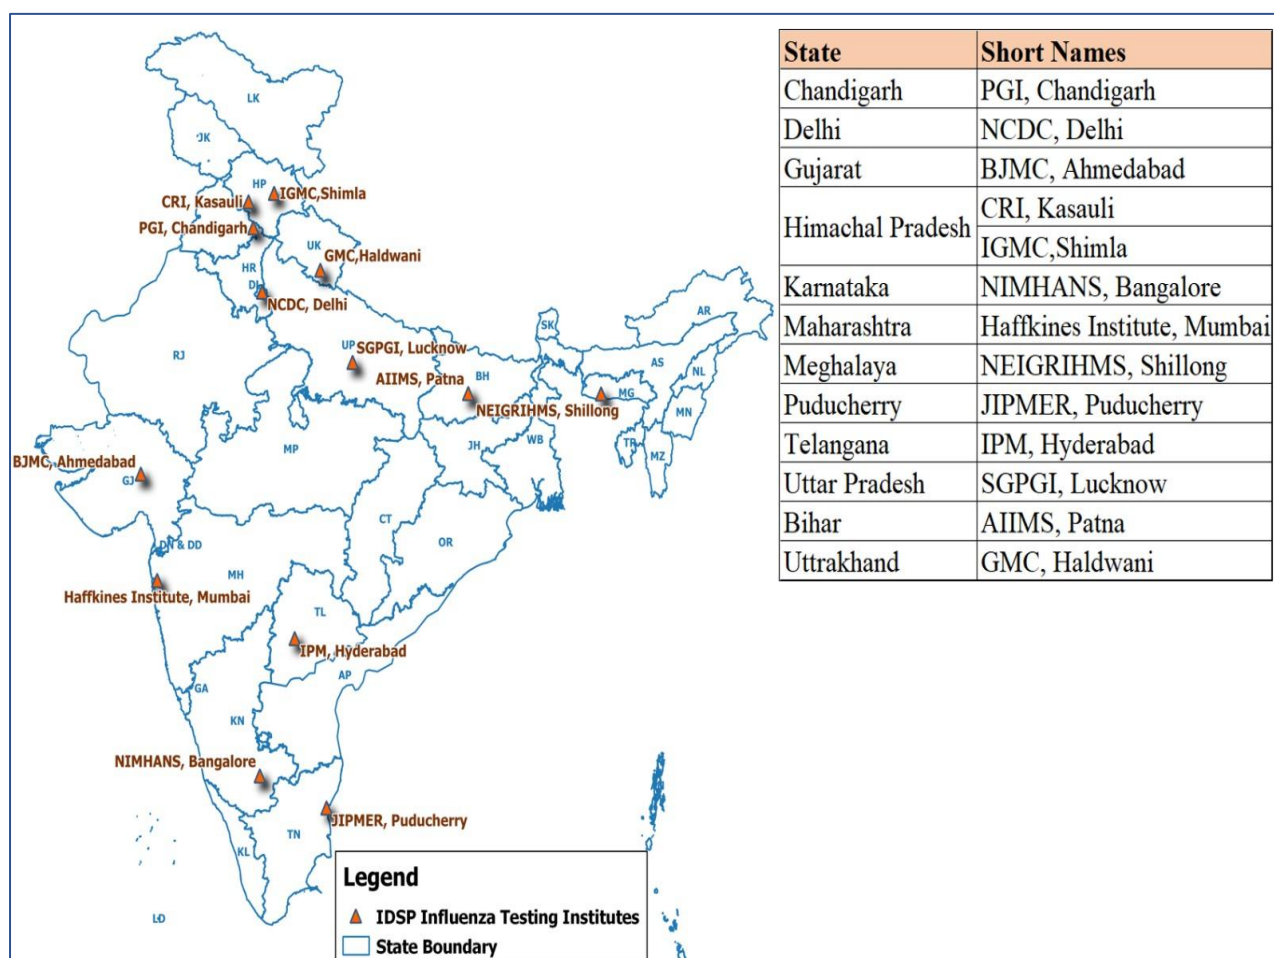 State Short Names
Chandigarh PGI, Chandigarh
Delhi NCDC, Delhi
Gujarat BJMC, Ahmedabad
Himachal Pradesh CRI, Kasauli
IGMC,Shimla
Karnataka NIMHANS, Bangalore
Maharashtra Haffkines Institute, Mumbai
Meghalaya NEIGRIHMS, Shillong
Puducherry JIPMER, Puducherry
Telangana IPM, Hyderabad
Uttar Pradesh SGPGI, Lucknow
Bihar AIIMS, Patna
Uttrakhand GMC, Haldwani
LK
JK
HP
IGMC,Shimla
CRI, Kasauli
PGI, Chandigarh
UK
GMC,Haldwani
HR
DL
NCDC, Delhi
RJ
UP
SGPGI, Lucknow
AIIMS, Patna
BH
NEIGRIHMS, Shillong
SK
AR
AS
NL
MG
MN
TR
MZ
WB
JH
MP
BJMC, Ahmedabad
GJ
CT
OR
DN & DD
MH
Haffkines Institute, Mumbai
TL
IPM, Hyderabad
AP
GA
KN
NIMHANS, Bangalore
JIPMER, Puducherry
TN
KL
LD
Legend
IDSP Influenza Testing Institutes
State Boundary